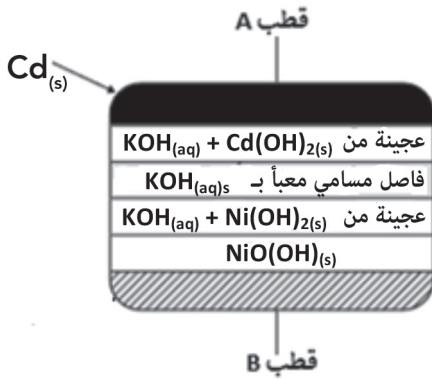 قطب A
Cd(s)
عجينة من KOH(aq) + Cd(OH)2(s)
فاصل مسامي معبأ بـ KOH(aq)s
عجينة من KOH(aq) + Ni(OH)2(s)
NiO(OH)(s)
قطب B